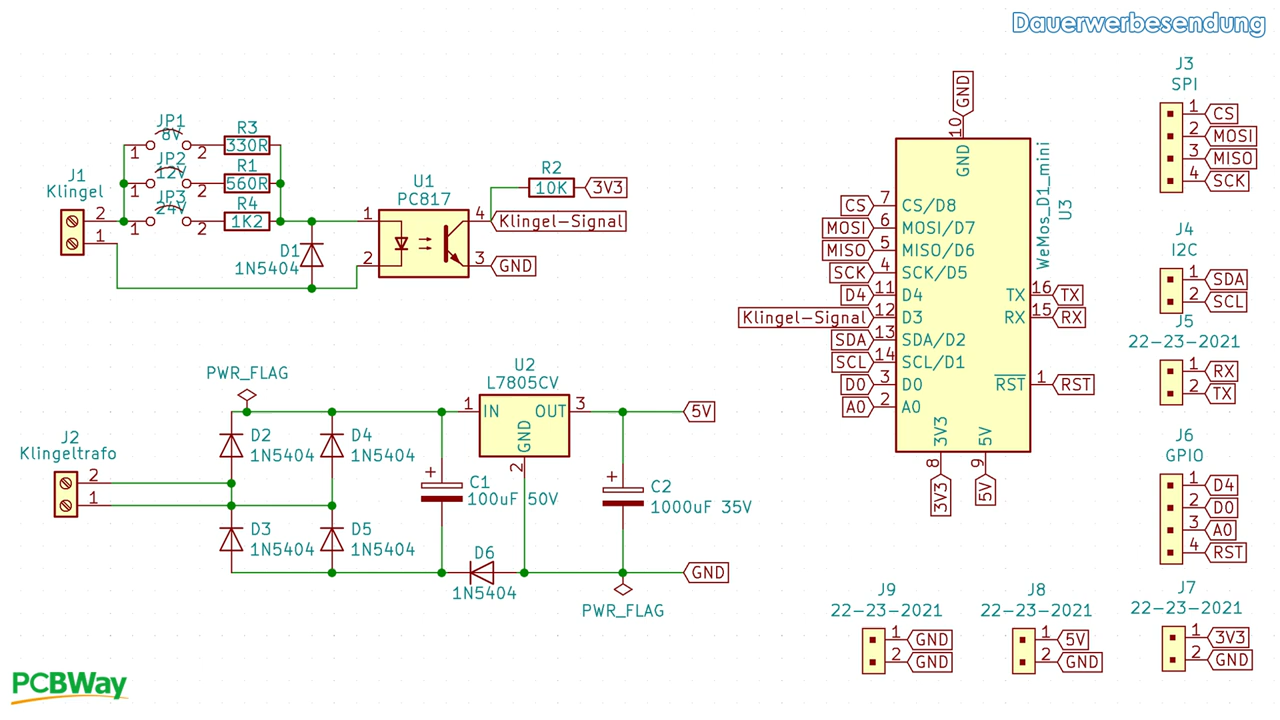 Dauerwerbesendung
J1
Klingel
2
1
JP1
8V
1
2
R3
330R
JP2
12V
1
2
R1
560R
JP3
24V
1
2
R4
1K2
D1
1N5404
U1
PC817
1
2
4
3
R2
10K
3V3
Klingel-Signal
GND
J2
Klingeltrafo
2
1
PWR_FLAG
D2
1N5404
D4
1N5404
D3
1N5404
D5
1N5404
C1
100uF 50V
U2
L7805CV
1
IN
OUT
3
GND
2
5V
C2
1000uF 35V
D6
1N5404
GND
PWR_FLAG
GND
10
GND
WeMos_D1_mini
U3
CS
7
CS/D8
MOSI
6
MOSI/D7
MISO
5
MISO/D6
SCK
4
SCK/D5
D4
11
D4
Klingel-Signal
12
D3
SDA
13
SDA/D2
SCL
14
SCL/D1
D0
3
D0
A0
2
A0
TX
16
TX
RX
15
RX
RST
1
RST
3V3
8
3V3
5V
9
5V
J3
SPI
1
CS
2
MOSI
3
MISO
4
SCK
J4
I2C
1
SDA
2
SCL
J5
22-23-2021
1
RX
2
TX
J6
GPIO
1
D4
2
D0
3
A0
4
RST
J9
22-23-2021
1
GND
2
GND
J8
22-23-2021
1
5V
2
GND
J7
22-23-2021
1
3V3
2
GND
PCBWay